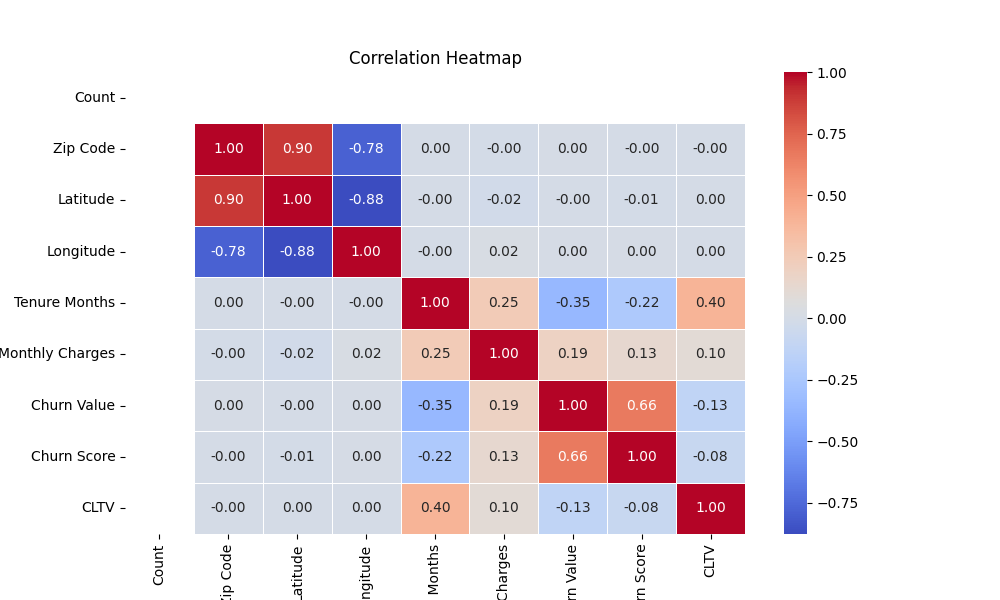 Correlation Heatmap
Count
Zip Code 1.00 0.90 -0.78 0.00 -0.00 0.00 -0.00 -0.00
Latitude 0.90 1.00 -0.88 -0.00 -0.02 -0.00 -0.01 0.00
Longitude -0.78 -0.88 1.00 -0.00 0.02 0.00 0.00 0.00
Tenure Months 0.00 -0.00 -0.00 1.00 0.25 -0.35 -0.22 0.40
Monthly Charges -0.00 -0.02 0.02 0.25 1.00 0.19 0.13 0.10
Churn Value 0.00 -0.00 0.00 -0.35 0.19 1.00 0.66 -0.13
Churn Score -0.00 -0.01 0.00 -0.22 0.13 0.66 1.00 -0.08
CLTV -0.00 0.00 0.00 0.40 0.10 -0.13 -0.08 1.00
Count
Zip Code
Latitude
ngitude
Months
Charges
rn Value
rn Score
CLTV
1.00
0.75
0.50
0.25
0.00
−0.25
−0.50
−0.75